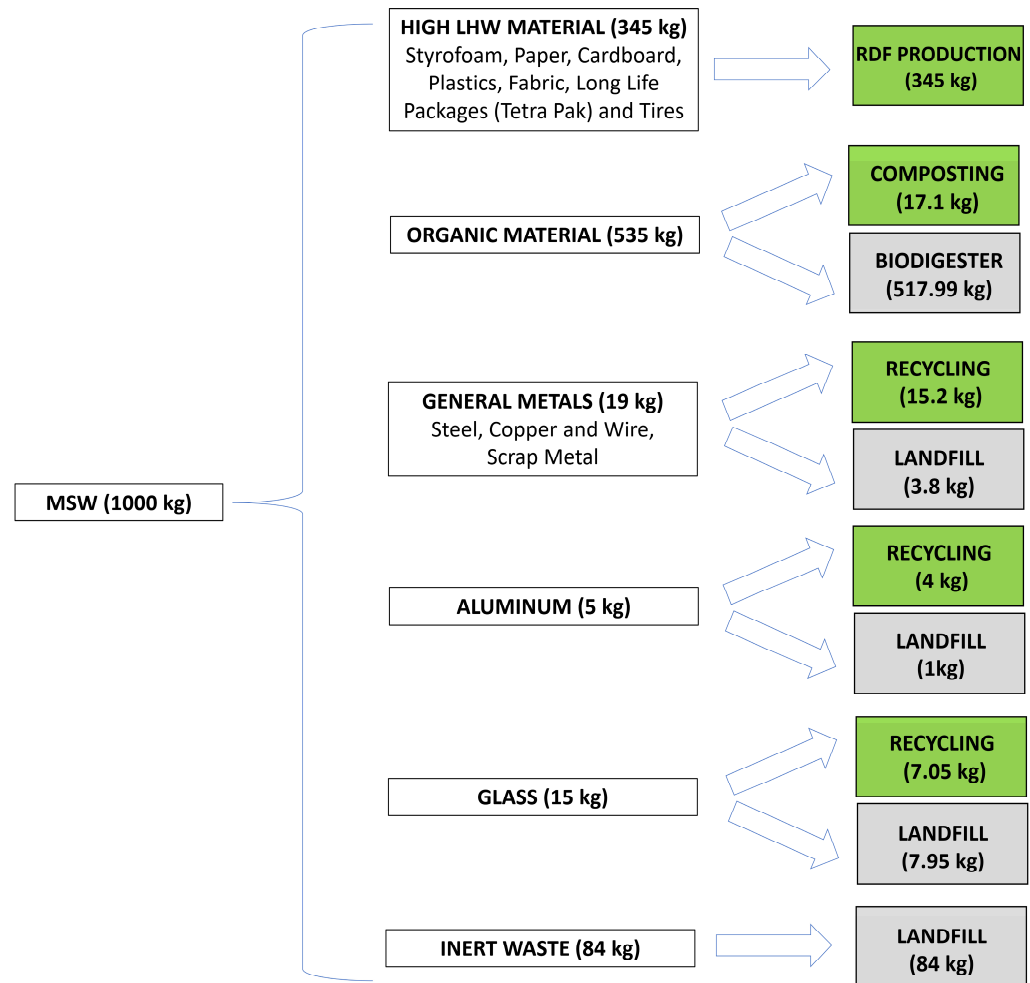 HIGH LHW MATERIAL (345 kg)
Styrofoam, Paper, Cardboard,
Plastics, Fabric, Long Life
Packages (Tetra Pak) and Tires
RDF PRODUCTION
(345 kg)
ORGANIC MATERIAL (535 kg)
COMPOSTING
(17.1 kg)
BIODIGESTER
(517.99 kg)
GENERAL METALS (19 kg)
Steel, Copper and Wire,
Scrap Metal
RECYCLING
(15.2 kg)
LANDFILL
(3.8 kg)
MSW (1000 kg)
ALUMINUM (5 kg)
RECYCLING
(4 kg)
LANDFILL
(1kg)
GLASS (15 kg)
RECYCLING
(7.05 kg)
LANDFILL
(7.95 kg)
INERT WASTE (84 kg)
LANDFILL
(84 kg)